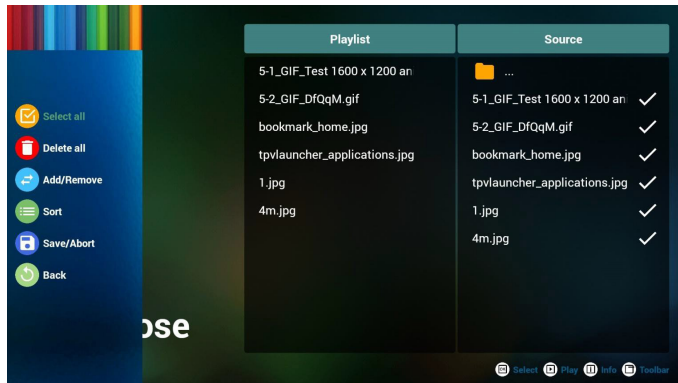 Select all
Delete all
Add/Remove
Sort
Save/Abort
Back
ose
Playlist
5-1_GIF_Test 1600 x 1200 an
5-2_GIF_DfQqM.gif
bookmark_home.jpg
tpvlauncher_applications.jpg
1.jpg
4m.jpg
Source
...
5-1_GIF_Test 1600 x 1200 an
5-2_GIF_DfQqM.gif
bookmark_home.jpg
tpvlauncher_applications.jpg
1.jpg
4m.jpg
Select Play Info Toolbar